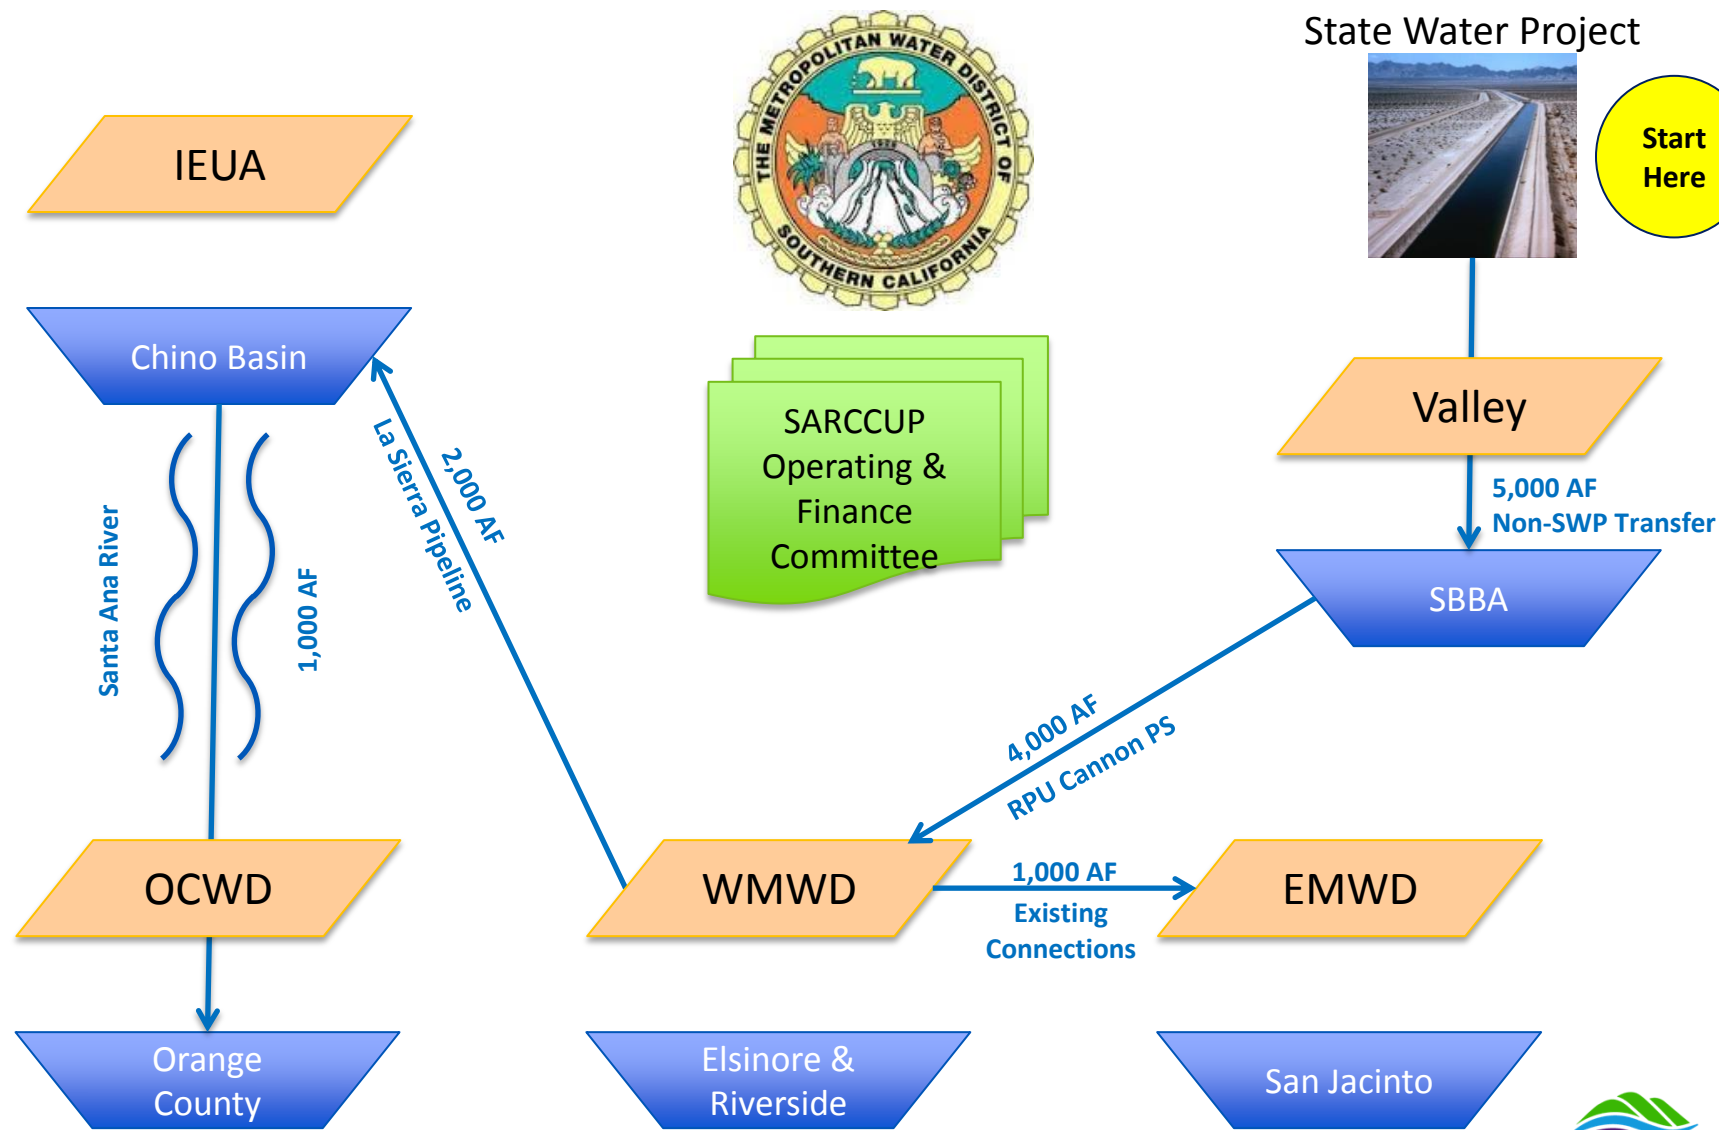 State Water Project
THE METROPOLITAN WATER DISTRICT OF
SOUTHERN CALIFORNIA
1928
Start
Here
IEUA
Chino Basin
Valley
SARCCUP
Operating &
Finance
Committee
5,000 AF
Non-SWP Transfer
SBBA
2,000 AF
La Sierra Pipeline
Santa Ana River
1,000 AF
4,000 AF
RPU Cannon PS
OCWD
WMWD
1,000 AF
Existing
Connections
EMWD
Orange
County
Elsinore &
Riverside
San Jacinto